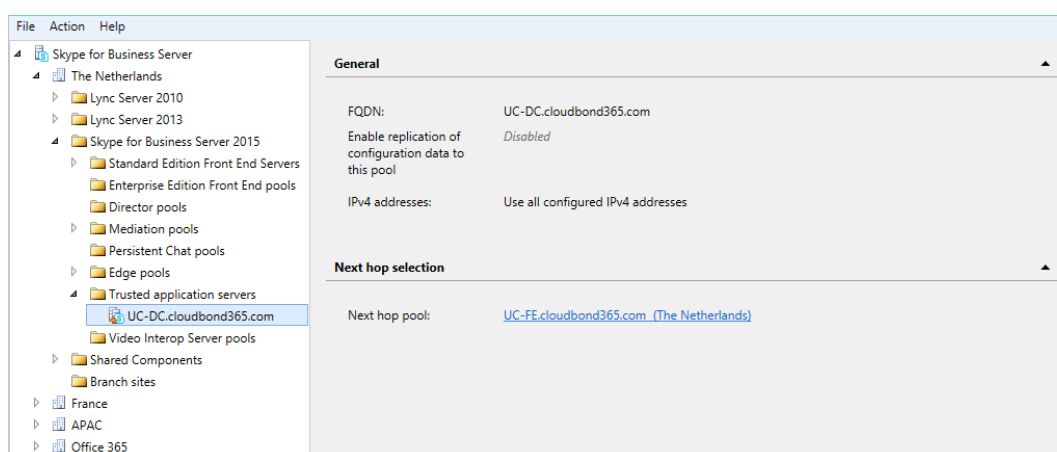 File Action Help
Skype for Business Server
The Netherlands
Lync Server 2010
Lync Server 2013
Skype for Business Server 2015
Standard Edition Front End Servers
Enterprise Edition Front End pools
Director pools
Mediation pools
Persistent Chat pools
Edge pools
Trusted application servers
UC-DC.cloudbond365.com
Video Interop Server pools
Shared Components
Branch sites
France
APAC
Office 365
General
FQDN: UC-DC.cloudbond365.com
Enable replication of Disabled
configuration data to
this pool
IPv4 addresses: Use all configured IPv4 addresses
Next hop selection
Next hop pool: UC-FE.cloudbond365.com (The Netherlands)